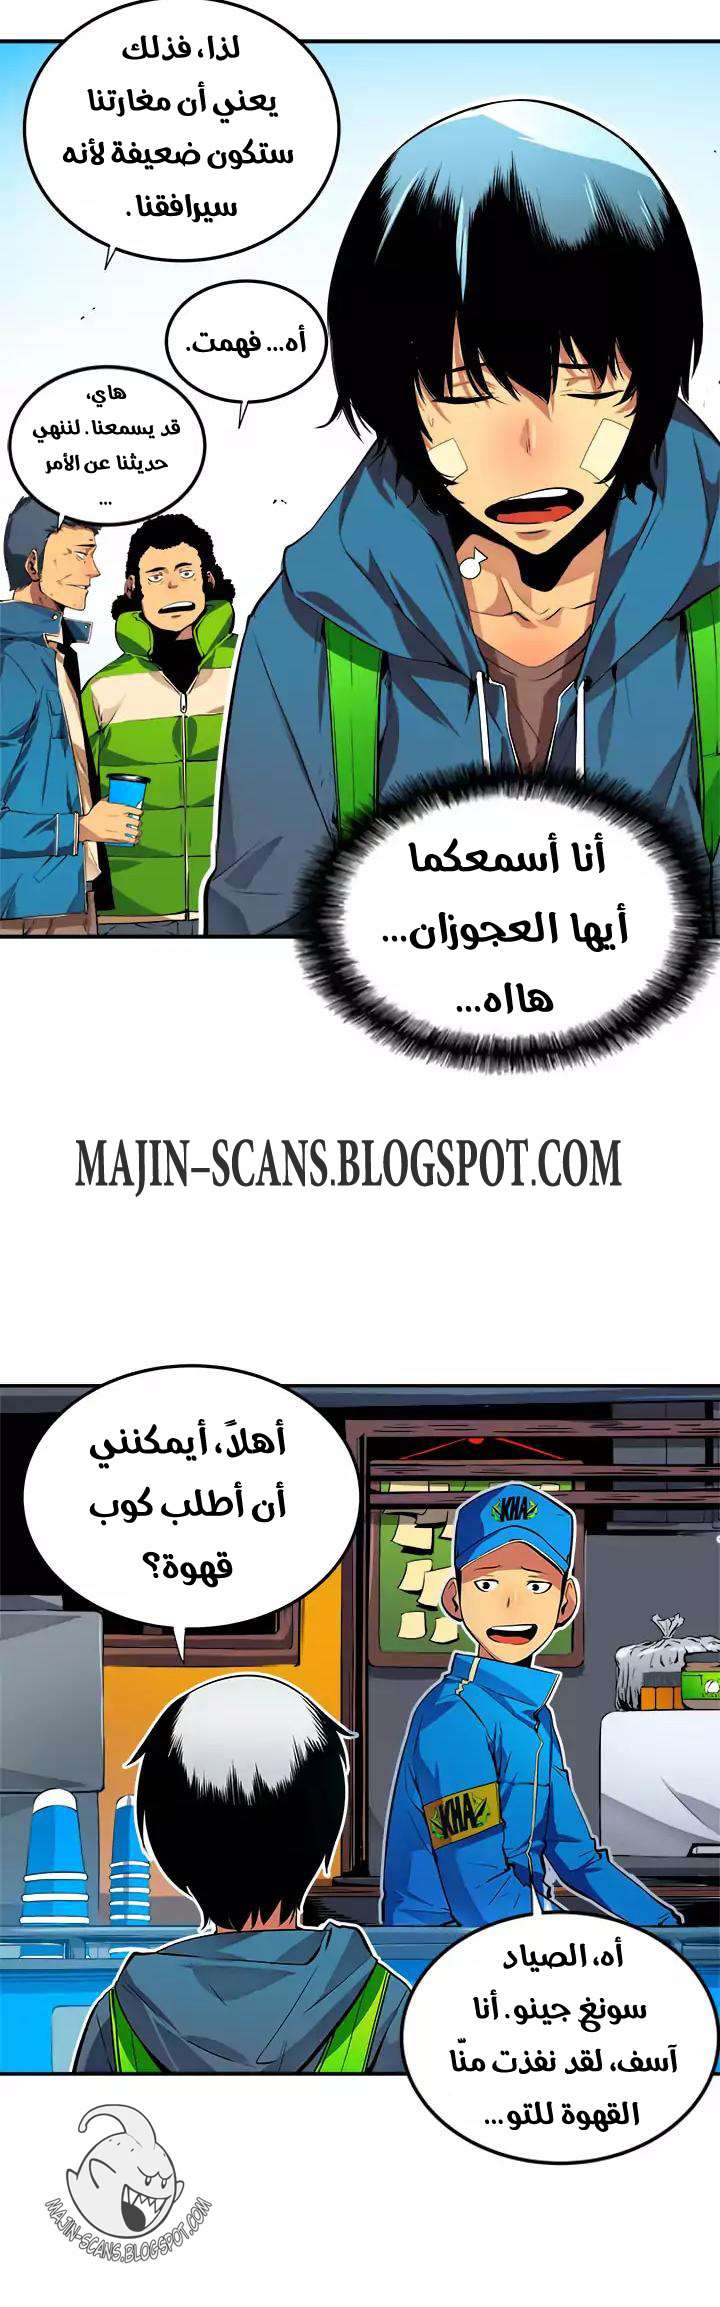 لذا، فذلك
يعني أن مغارتنا
ستكون ضعيفة لأنه
سيرافقنا.
أه... فهمت.
هاي،
قد يسمعنا. لننهي
حديثنا عن الأمر
...
أنا أسمعكما
أيها العجوزان...
هااه...
MAJIN-SCANS.BLOGSPOT.COM
أهلاً، أيمكنني
أن أطلب كوب
قهوة؟
KHA
KHA
أه، الصياد
سونغ جينو. أنا
آسف، لقد نفذت منّا
القهوة للتو...
MAJIN-SCANS.BLOGSPOT.COM